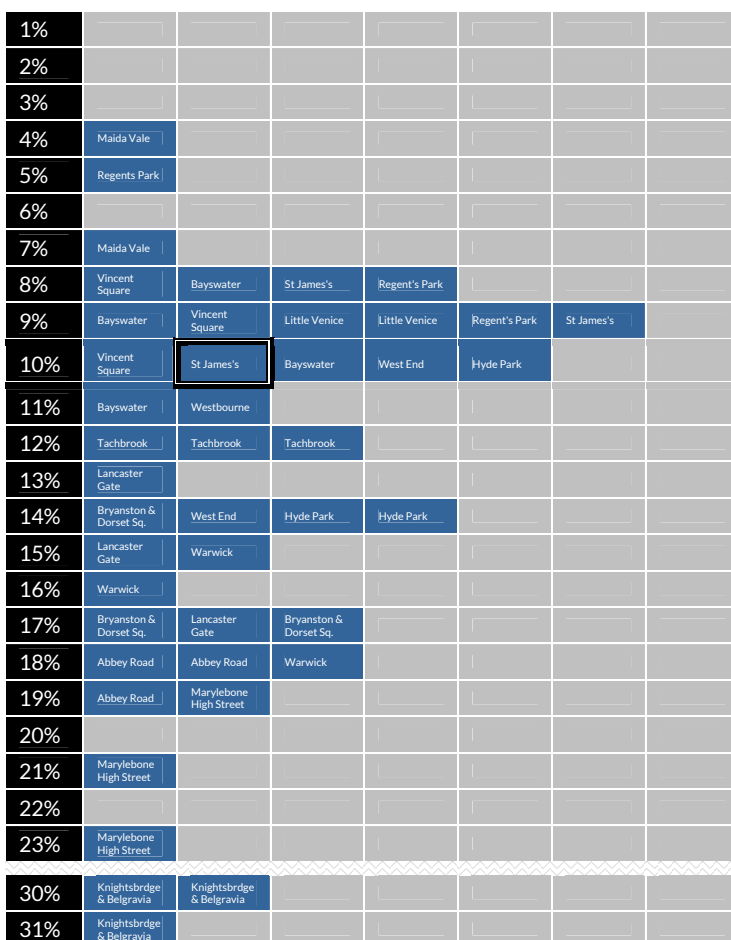 1%
2%
3%
4% Maida Vale
5% Regents Park
6%
7% Maida Vale
8% Vincent Square Bayswater St James's Regent's Park
9% Bayswater Vincent Square Little Venice Little Venice Regent's Park St James's
10% Vincent Square St James's Bayswater West End Hyde Park
11% Bayswater Westbourne
12% Tachbrook Tachbrook Tachbrook
13% Lancaster Gate
14% Bryanston & Dorset Sq. West End Hyde Park Hyde Park
15% Lancaster Gate Warwick
16% Warwick
17% Bryanston & Dorset Sq. Lancaster Gate Bryanston & Dorset Sq.
18% Abbey Road Abbey Road Warwick
19% Abbey Road Marylebone High Street
20%
21% Marylebone High Street
22%
23% Marylebone High Street
30% Knightsbrdge & Belgravia Knightsbrdge & Belgravia
31% Knightsbrdge & Belgravia